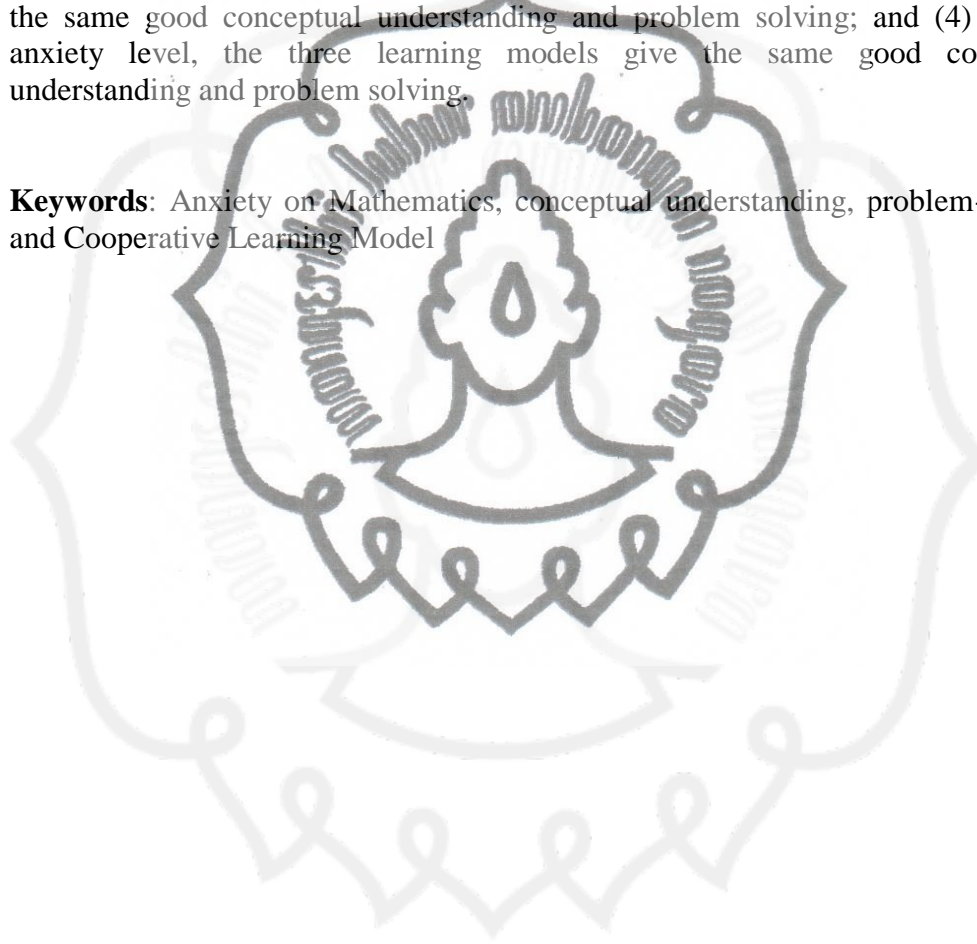 the same good conceptual understanding and problem solving; and (4)
anxiety level, the three learning models give the same good co
understanding and problem solving.
Keywords: Anxiety on Mathematics, conceptual understanding, problem-
and Cooperative Learning Model